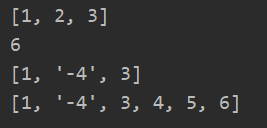 [1, 2, 3]
6
[1, '-4', 3]
[1, '-4', 3, 4, 5, 6]